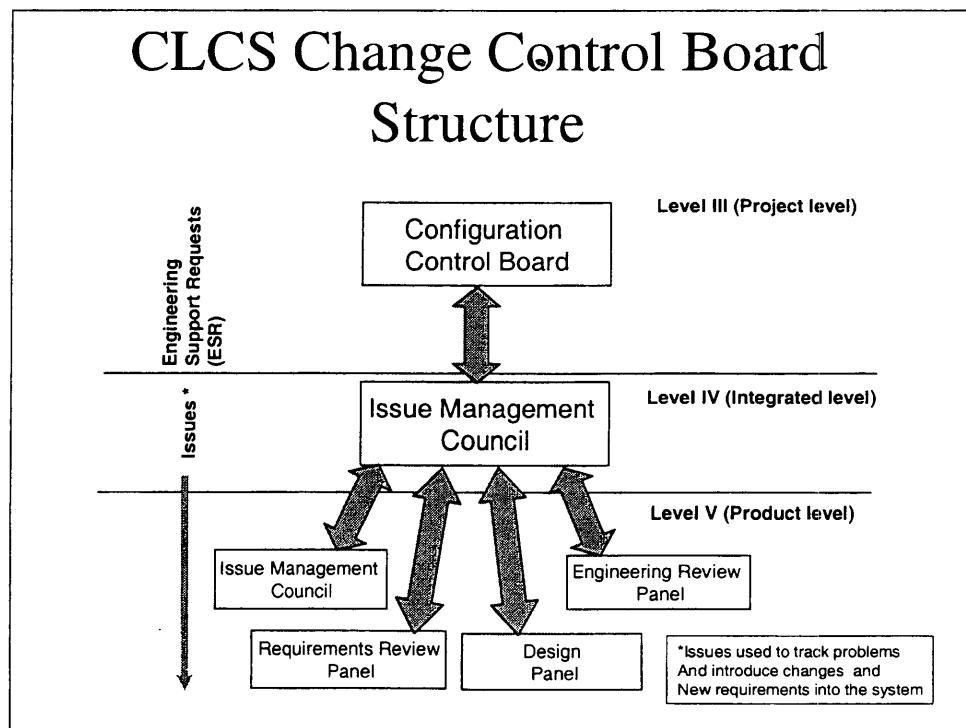 CLCS Change Control Board
Structure
Engineering
Support Requests
(ESR)
Level III (Project level)
Configuration
Control Board
Issues *
Level IV (Integrated level)
Issue Management
Council
Level V (Product level)
Issue Management
Council
Engineering Review
Panel
Requirements Review
Panel
Design
Panel
*Issues used to track problems
And introduce changes and
New requirements into the system